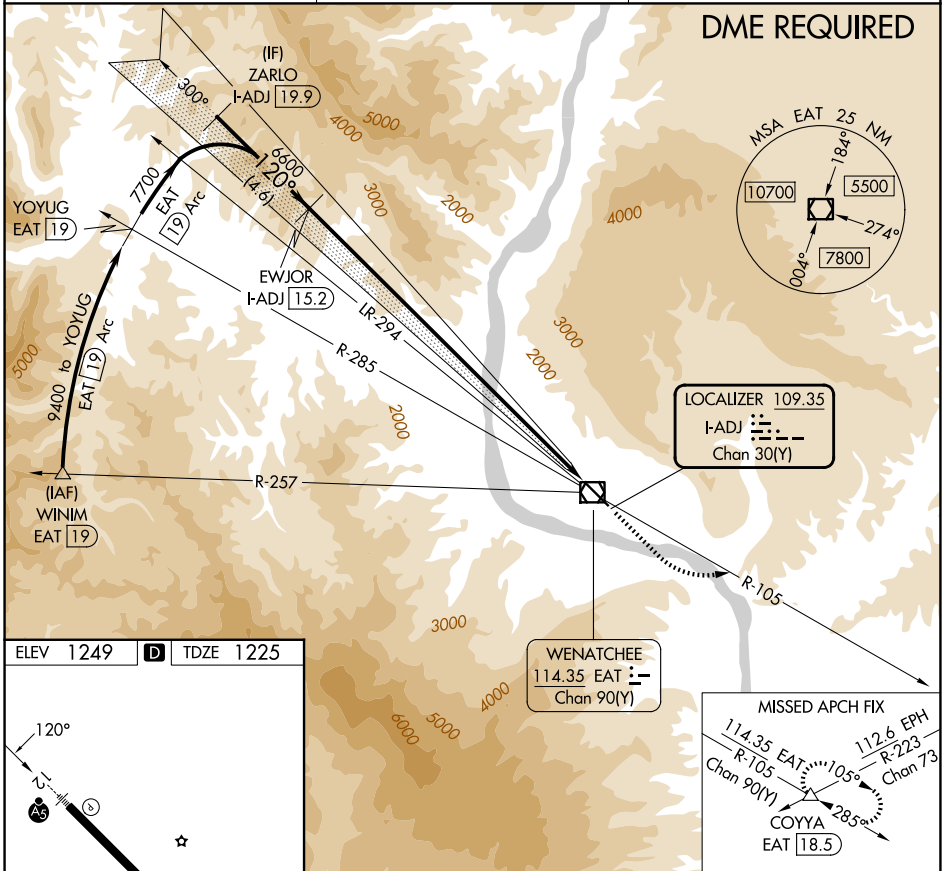 DME REQUIRED
(IF)
ZARLO
I-ADJ 19.9
300°
5000
4000
MSA EAT 25 NM
184°
10700
5500
274°
7800
004°
7700
EAT
19 Arc
120°
6600
(4.6)
3000
2000
4000
YOYUG
EAT 19
EWJOR
I-ADJ 15.2
LR-294
R-285
3000
2000
5000
9400 to YOYUG
EAT 19 Arc
2000
LOCALIZER 109.35
I-ADJ
Chan 30(Y)
R-257
(IAF)
WINIM
EAT 19
R-105
3000
WENATCHEE
114.35 EAT
Chan 90(Y)
4000
5000
6000
ELEV 1249 D TDZE 1225
120°
12
A5
P
MISSED APCH FIX
114.35 EAT
R-105
Chan 90(Y)
112.6 EPH
R-223
Chan 73
105°
285°
COYYA
EAT 18.5